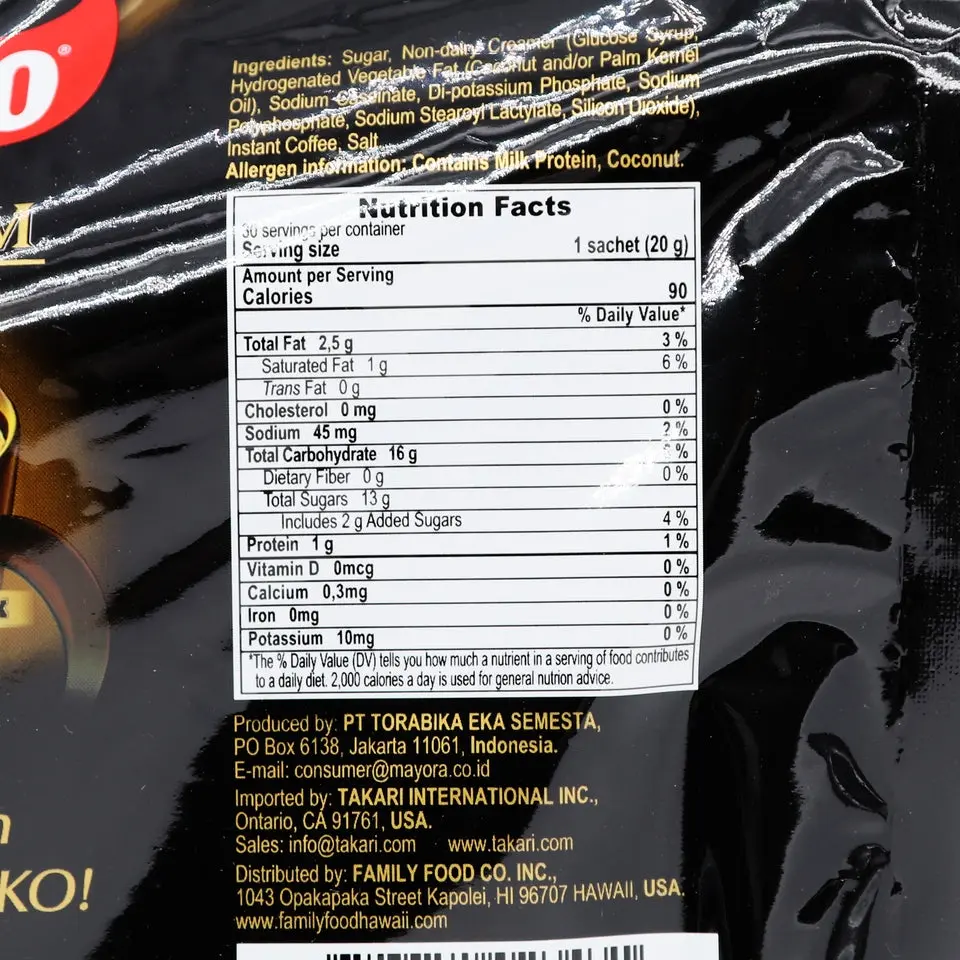 O®
M
K
n
KO!
Ingredients: Sugar, Non-dairy Creamer (Glucose Syrup,
Hydrogenated Vegetable Fat (Coconut and/or Palm Kernel
Oil), Sodium Caseinate, Di-potassium Phosphate, Sodium
Polyphosphate, Sodium Stearoyl Lactylate, Silicon Dioxide),
Instant Coffee, Salt.
Allergen information: Contains Milk Protein, Coconut.
Nutrition Facts
30 servings per container
Serving size 1 sachet (20 g)
Amount per Serving
Calories 90
% Daily Value*
Total Fat 2,5 g 3 %
Saturated Fat 1 g 6 %
Trans Fat 0 g
Cholesterol 0 mg 0 %
Sodium 45 mg 2 %
Total Carbohydrate 16 g %
Dietary Fiber 0 g 0 %
Total Sugars 13 g
Includes 2 g Added Sugars 4 %
Protein 1 g 1 %
Vitamin D 0mcg 0 %
Calcium 0,3mg 0 %
Iron 0mg 0 %
Potassium 10mg 0 %
*The % Daily Value (DV) tells you how much a nutrient in a serving of food contributes
to a daily diet. 2,000 calories a day is used for general nutrion advice.
Produced by: PT TORABIKA EKA SEMESTA,
PO Box 6138, Jakarta 11061, Indonesia.
E-mail: consumer@mayora.co.id
Imported by: TAKARI INTERNATIONAL INC.,
Ontario, CA 91761, USA.
Sales: info@takari.com www.takari.com
Distributed by: FAMILY FOOD CO. INC.,
1043 Opakapaka Street Kapolei, HI 96707 HAWAII, USA.
www.familyfoodhawaii.com